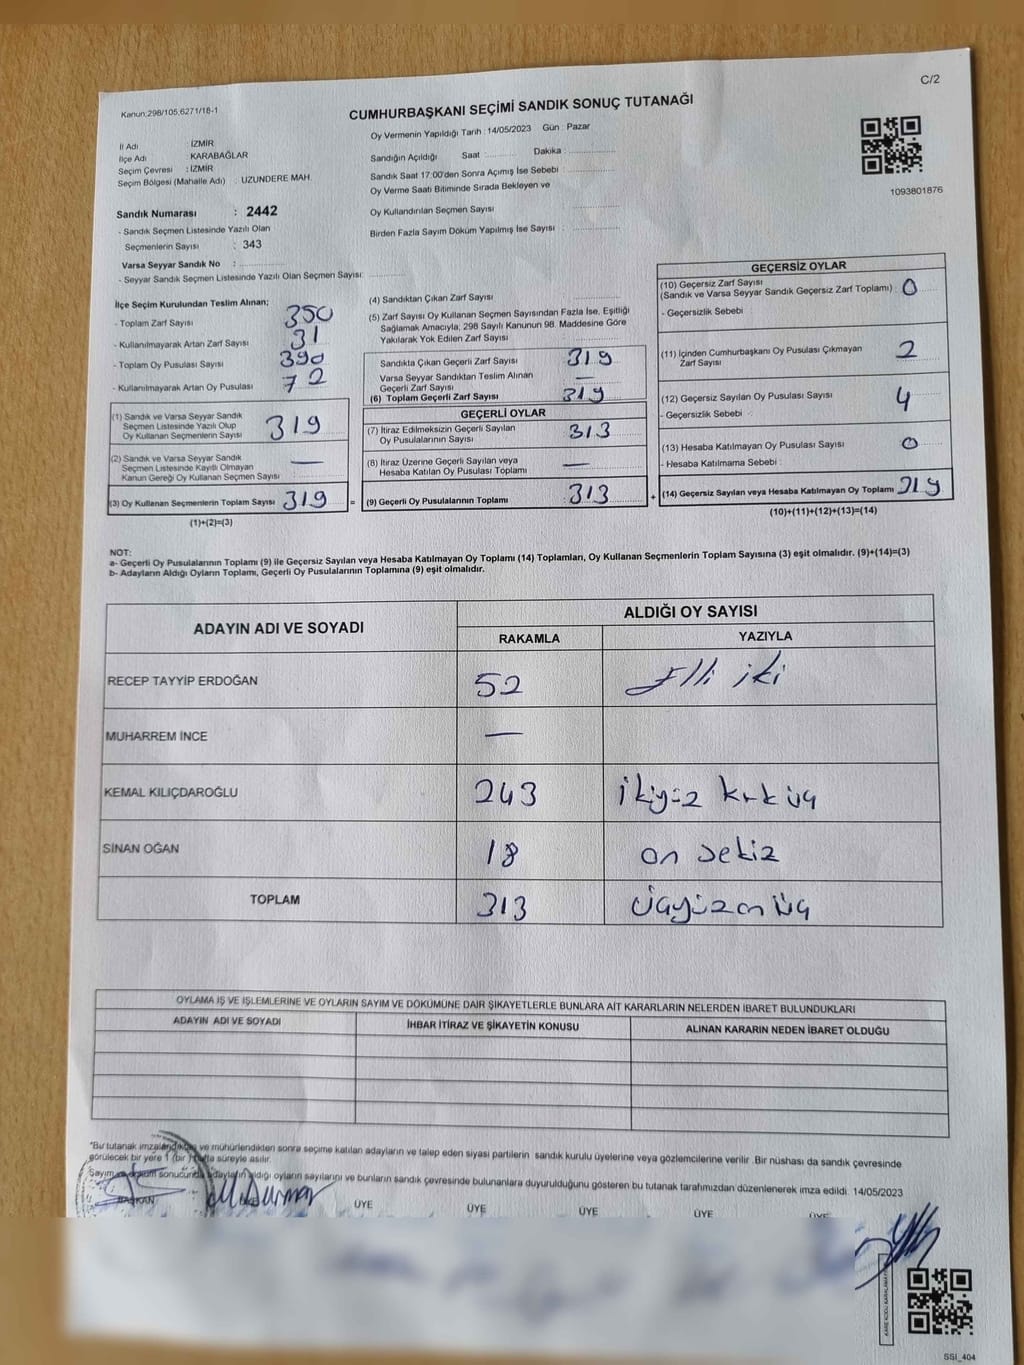 C/2
Kanun:298/105,6271/18-1
CUMHURBAŞKANI SEÇİMİ SANDIK SONUÇ TUTANAĞI
Oy Vermenin Yapıldığı Tarih : 14/05/2023 Gün : Pazar
İl Adı : İZMİR
İlçe Adı : KARABAĞLAR
Seçim Çevresi : İZMİR
Seçim Bölgesi (Mahalle Adı) : UZUNDERE MAH.
Sandığın Açıldığı Saat : Dakika :
Sandık Saat 17:00'den Sonra Açımış İse Sebebi :
Oy Verme Saati Bitiminde Sırada Bekleyen ve
Oy Kullandırılan Seçmen Sayısı
Birden Fazla Sayım Döküm Yapılmış İse Sayısı :
1093801876
Sandık Numarası : 2442
- Sandık Seçmen Listesinde Yazılı Olan
Seçmenlerin Sayısı : 343
Varsa Seyyar Sandık No :
- Seyyar Sandık Seçmen Listesinde Yazılı Olan Seçmen Sayısı:
İlçe Seçim Kurulundan Teslim Alınan;
- Toplam Zarf Sayısı 350
- Kullanılmayarak Artan Zarf Sayısı 31
- Toplam Oy Pusulası Sayısı 390
- Kullanılmayarak Artan Oy Pusulası 72
(1) Sandık ve Varsa Seyyar Sandık
Seçmen Listesinde Yazılı Olup
Oy Kullanan Seçmenlerin Sayısı 319
(2) Sandık ve Varsa Seyyar Sandık
Seçmen Listesinde Kayıtlı Olmayan
Kanun Gereği Oy Kullanan Seçmen Sayısı —
(3) Oy Kullanan Seçmenlerin Toplam Sayısı 319 =
(1)+(2)=(3)
(4) Sandıktan Çıkan Zarf Sayısı
(5) Zarf Sayısı Oy Kullanan Seçmen Sayısından Fazla İse, Eşitliği
Sağlamak Amacıyla; 298 Sayılı Kanunun 98. Maddesine Göre
Yakılarak Yok Edilen Zarf Sayısı
Sandıkta Çıkan Geçerli Zarf Sayısı 319
Varsa Seyyar Sandıktan Teslim Alınan
Geçerli Zarf Sayısı —
(6) Toplam Geçerli Zarf Sayısı 319
GEÇERLİ OYLAR
(7) İtiraz Edilmeksizin Geçerli Sayılan
Oy Pusulalarının Sayısı 313
(8) İtiraz Üzerine Geçerli Sayılan veya
Hesaba Katılan Oy Pusulası Toplamı —
(9) Geçerli Oy Pusulalarının Toplamı 313 +
GEÇERSİZ OYLAR
(10) Geçersiz Zarf Sayısı
(Sandık ve Varsa Seyyar Sandık Geçersiz Zarf Toplamı) 0
- Geçersizlik Sebebi
(11) İçinden Cumhurbaşkanı Oy Pusulası Çıkmayan
Zarf Sayısı 2
(12) Geçersiz Sayılan Oy Pusulası Sayısı 4
- Geçersizlik Sebebi :
(13) Hesaba Katılmayan Oy Pusulası Sayısı 0
- Hesaba Katılmama Sebebi :
(14) Geçersiz Sayılan veya Hesaba Katılmayan Oy Toplamı
(10)+(11)+(12)+(13)=(14)
NOT:
a- Geçerli Oy Pusulalarının Toplamı (9) ile Geçersiz Sayılan veya Hesaba Katılmayan Oy Toplamı (14) Toplamları, Oy Kullanan Seçmenlerin Toplam Sayısına (3) eşit olmalıdır. (9)+(14)=(3)
b- Adayların Aldığı Oyların Toplamı, Geçerli Oy Pusulalarının Toplamına (9) eşit olmalıdır.
ADAYIN ADI VE SOYADI ALDIĞI OY SAYISI
RAKAMLA YAZIYLA
RECEP TAYYİP ERDOĞAN 52 Elli iki
MUHARREM İNCE —
KEMAL KILIÇDAROĞLU 243 ikiyüz kırk üç
SİNAN OĞAN 18 on sekiz
TOPLAM 313 üçyüzon üç
OYLAMA İŞ VE İŞLEMLERİNE VE OYLARIN SAYIM VE DÖKÜMÜNE DAİR ŞİKAYETLERLE BUNLARA AİT KARARLARIN NELERDEN İBARET BULUNDUKLARI
ADAYIN ADI VE SOYADI İHBAR İTİRAZ VE ŞİKAYETİN KONUSU ALINAN KARARIN NEDEN İBARET OLDUĞU
*Bu tutanak imzalandıktan ve mühürlendikten sonra seçime katılan adayların ve talep eden siyasi partilerin sandık kurulu üyelerine veya gözlemcilerine verilir .Bir nüshası da sandık çevresinde
görülecek bir yere 1 (bir ) hafta süreyle asılır.
Sayım ve döküm sonucunda adayların aldığı oyların sayılarını ve bunların sandık çevresinde bulunanlara duyurulduğunu gösteren bu tutanak tarafımızdan düzenlenerek imza edildi. 14/05/2023
BAŞKAN ÜYE ÜYE ÜYE ÜYE ÜYE
SSI_404